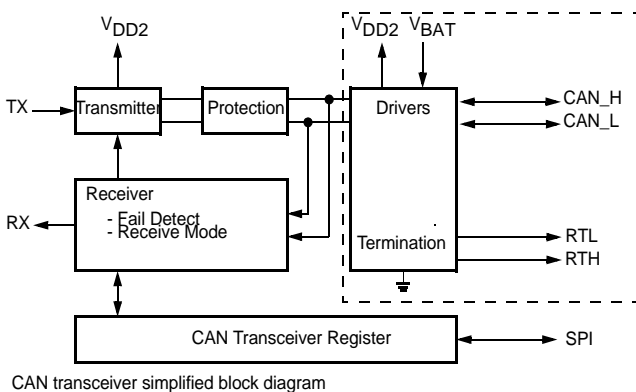 VDD2
VDD2
VBAT
TX
Transmitter
Protection
Drivers
CAN_H
CAN_L
Receiver
- Fail Detect
- Receive Mode
RX
Termination
RTL
RTH
CAN Transceiver Register
SPI
CAN transceiver simplified block diagram